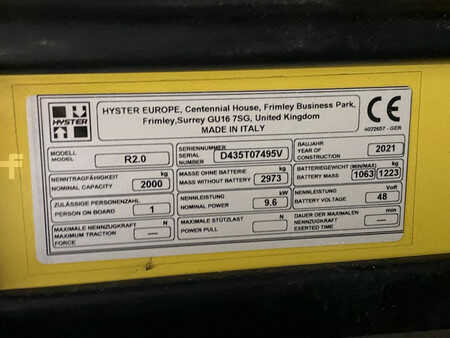 HYSTER
HYSTER EUROPE, Centennial House, Frimley Business Park,
Frimley,Surrey GU16 7SG, United Kingdom
MADE IN ITALY
CE
4072657 - GER
MODELL
MODEL
R2.0
SERIENNUMMER
SERIAL NUMBER
D435T07495V
BAUJAHR
YEAR OF CONSTRUCTION
2021
NENNTRAGFÄHIGKEIT
NOMINAL CAPACITY
kg
2000
MASSE OHNE BATTERIE
MASS WITHOUT BATTERY
kg
2973
BATTERIEGEWICHT (MIN/MAX)
BATTERY MASS
kg
1063 1223
ZULÄSSIGE PERSONENZAHL
PERSON ON BOARD
1
NENNLEISTUNG
NOMINAL POWER
kW
9.6
NENNLEISTUNG
BATTERY VOLTAGE
Volt
48
MAXIMALE NENNZUGKRAFT
MAXIMUM TRACTION FORCE
N
---
MAXIMALE STÜTZLAST
POWER PULL
N
---
DAUER DER MAXIMALEN
NENNZUGKRAFT
EXERTED TIME
min
---